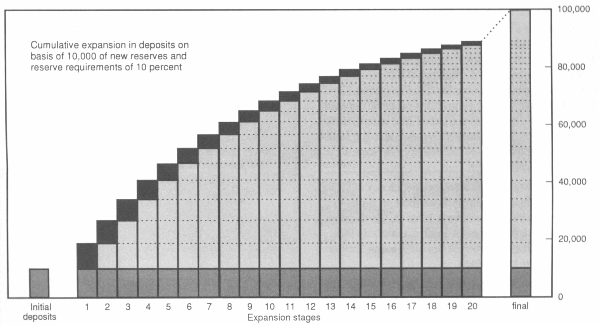 Cumulative expansion in deposits on
basis of 10,000 of new reserves and
reserve requirements of 10 percent
100,000
80,000
60,000
40,000
20,000
0
Initial
deposits
1 2 3 4 5 6 7 8 9 10 11 12 13 14 15 16 17 18 19 20
final
Expansion stages